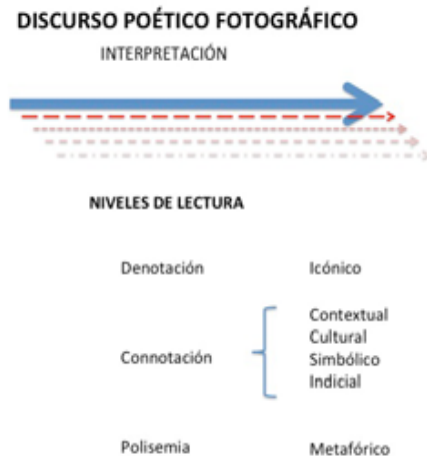 DISCURSO POÉTICO FOTOGRÁFICO
INTERPRETACIÓN
NIVELES DE LECTURA
Denotación Icónico
Connotación
Contextual
Cultural
Simbólico
Indicial
Polisemia Metafórico